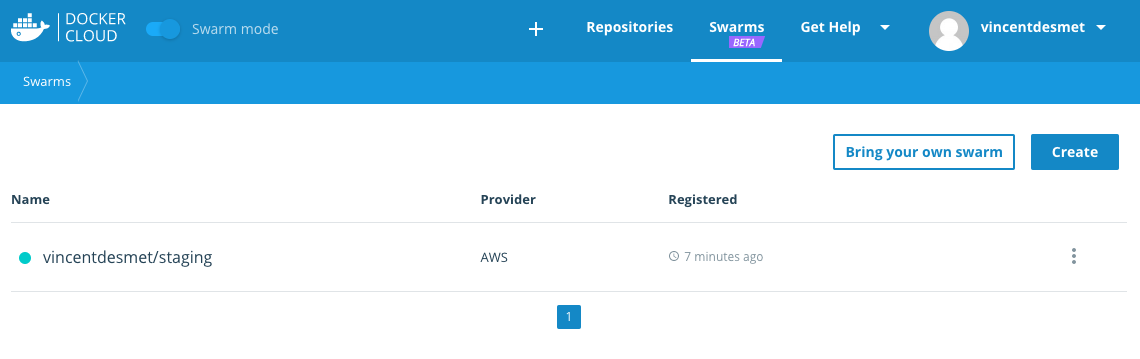 DOCKER
CLOUD
Swarm mode
+
Repositories
Swarms
BETA
Get Help
vincentdesmet
Swarms
Bring your own swarm
Create
Name Provider Registered
vincentdesmet/staging AWS 7 minutes ago
1